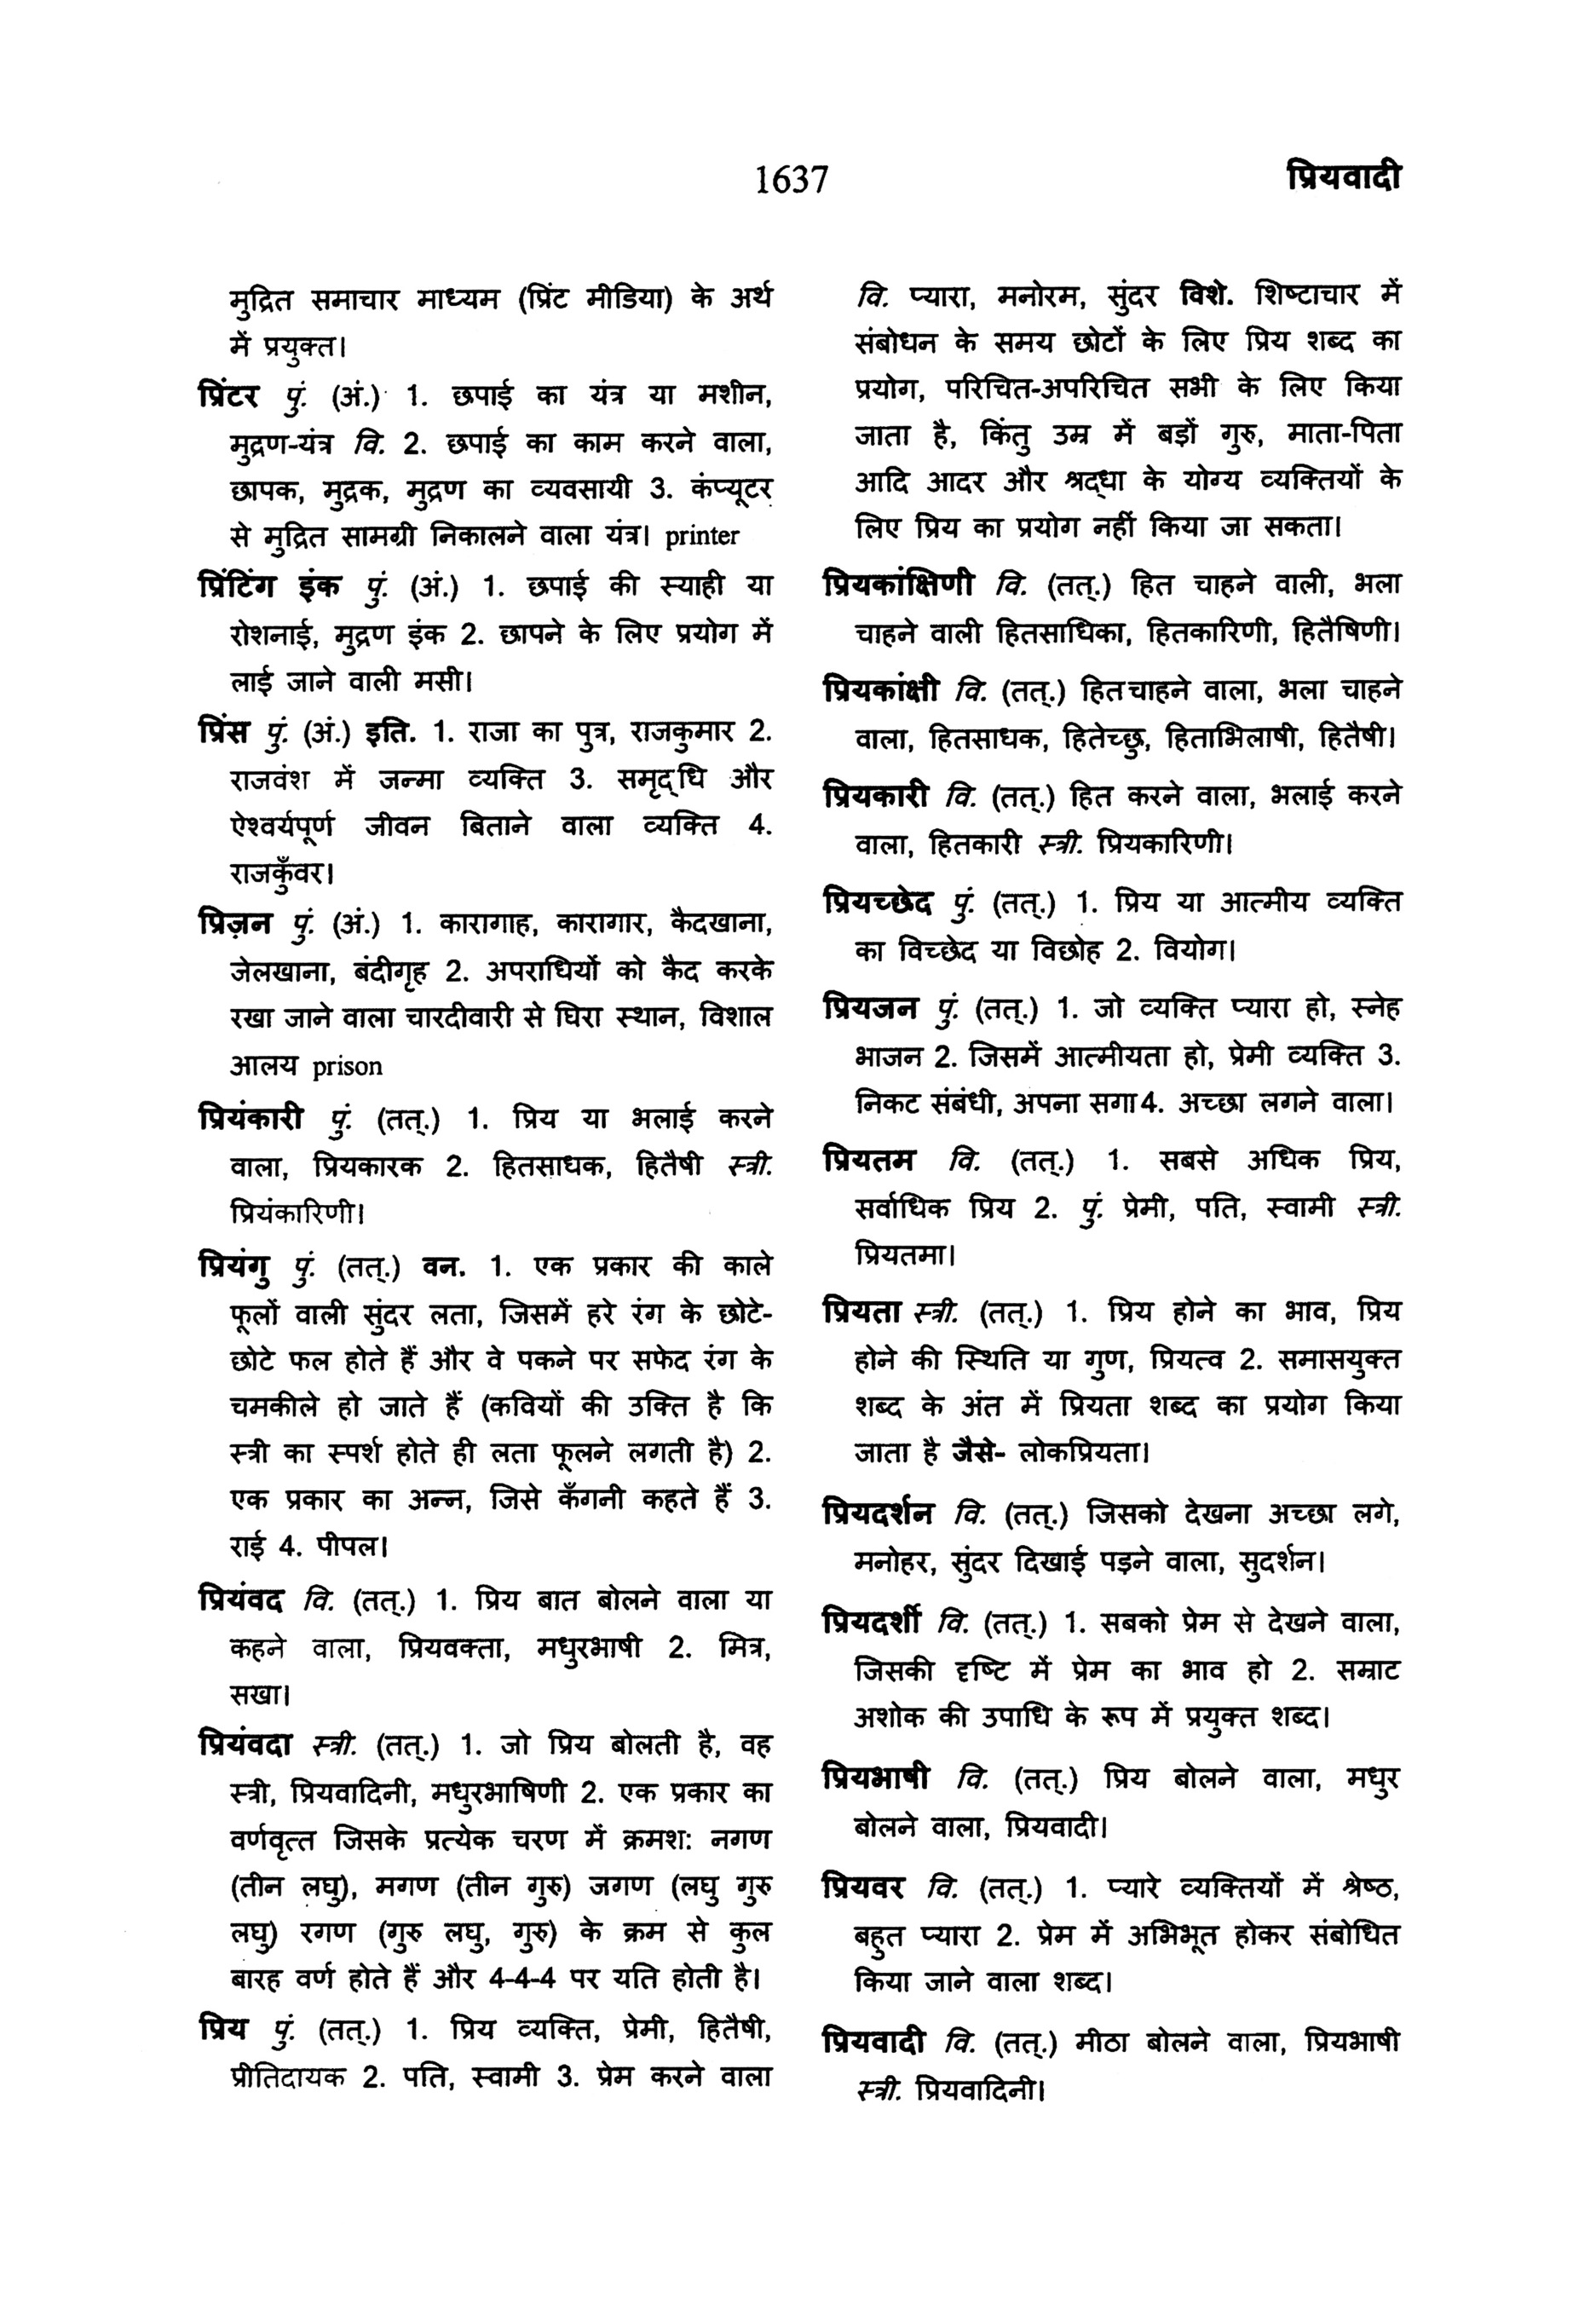 1637
प्रियवादी
मुद्रित समाचार माध्यम (प्रिंट मीडिया) के अर्थ
में प्रयुक्त।
प्रिंटर पुं. (अं.) 1. छपाई का यंत्र या मशीन,
मुद्रण-यंत्र वि. 2. छपाई का काम करने वाला,
छापक, मुद्रक, मुद्रण का व्यवसायी 3. कंप्यूटर
से मुद्रित सामग्री निकालने वाला यंत्र। printer
प्रिंटिंग इंक पुं. (अं.) 1. छपाई की स्याही या
रोशनाई, मुद्रण इंक 2. छापने के लिए प्रयोग में
लाई जाने वाली मसी।
प्रिंस पुं. (अं.) इति. 1. राजा का पुत्र, राजकुमार 2.
राजवंश में जन्मा व्यक्ति 3. समृद्‌धि और
ऐश्वर्यपूर्ण जीवन बिताने वाला व्यक्ति 4.
राजकुँवर।
प्रिज़न पुं. (अं.) 1. कारागाह, कारागार, कैदखाना,
जेलखाना, बंदीगृह 2. अपराधियों को कैद करके
रखा जाने वाला चारदीवारी से घिरा स्थान, विशाल
आलय prison
प्रियंकारी पुं. (तत्.) 1. प्रिय या भलाई करने
वाला, प्रियकारक 2. हितसाधक, हितैषी स्त्री.
प्रियंकारिणी।
प्रियंगु पुं. (तत्.) वन. 1. एक प्रकार की काले
फूलों वाली सुंदर लता, जिसमें हरे रंग के छोटे-
छोटे फल होते हैं और वे पकने पर सफेद रंग के
चमकीले हो जाते हैं (कवियों की उक्ति है कि
स्त्री का स्पर्श होते ही लता फूलने लगती है) 2.
एक प्रकार का अन्न, जिसे कँगनी कहते हैं 3.
राई 4. पीपल।
प्रियंवद वि. (तत्.) 1. प्रिय बात बोलने वाला या
कहने वाला, प्रियवक्ता, मधुरभाषी 2. मित्र,
सखा।
प्रियंवदा स्त्री. (तत्.) 1. जो प्रिय बोलती है, वह
स्त्री, प्रियवादिनी, मधुरभाषिणी 2. एक प्रकार का
वर्णवृत्त जिसके प्रत्येक चरण में क्रमश: नगण
(तीन लघु), मगण (तीन गुरु) जगण (लघु गुरु
लघु) रगण (गुरु लघु, गुरु) के क्रम से कुल
बारह वर्ण होते हैं और 4-4-4 पर यति होती है।
प्रिय पुं. (तत्.) 1. प्रिय व्यक्ति, प्रेमी, हितैषी,
प्रीतिदायक 2. पति, स्वामी 3. प्रेम करने वाला
वि. प्यारा, मनोरम, सुंदर विशे. शिष्टाचार में
संबोधन के समय छोटों के लिए प्रिय शब्द का
प्रयोग, परिचित-अपरिचित सभी के लिए किया
जाता है, किंतु उम्र में बड़ों गुरु, माता-पिता
आदि आदर और श्रद्‌धा के योग्य व्यक्तियों के
लिए प्रिय का प्रयोग नहीं किया जा सकता।
प्रियकांक्षिणी वि. (तत्.) हित चाहने वाली, भला
चाहने वाली हितसाधिका, हितकारिणी, हितैषिणी।
प्रियकांक्षी वि. (तत्.) हित चाहने वाला, भला चाहने
वाला, हितसाधक, हितेच्छु, हिताभिलाषी, हितैषी।
प्रियकारी वि. (तत्.) हित करने वाला, भलाई करने
वाला, हितकारी स्त्री. प्रियकारिणी।
प्रियच्छेद पुं. (तत्.) 1. प्रिय या आत्मीय व्यक्ति
का विच्छेद या विछोह 2. वियोग।
प्रियजन पुं. (तत्.) 1. जो व्यक्ति प्यारा हो, स्नेह
भाजन 2. जिसमें आत्मीयता हो, प्रेमी व्यक्ति 3.
निकट संबंधी, अपना सगा 4. अच्छा लगने वाला।
प्रियतम वि. (तत्.) 1. सबसे अधिक प्रिय,
सर्वाधिक प्रिय 2. पुं. प्रेमी, पति, स्वामी स्त्री.
प्रियतमा।
प्रियता स्त्री. (तत्.) 1. प्रिय होने का भाव, प्रिय
होने की स्थिति या गुण, प्रियत्व 2. समासयुक्त
शब्द के अंत में प्रियता शब्द का प्रयोग किया
जाता है जैसे- लोकप्रियता।
प्रियदर्शन वि. (तत्.) जिसको देखना अच्छा लगे,
मनोहर, सुंदर दिखाई पड़ने वाला, सुदर्शन।
प्रियदर्शी वि. (तत्.) 1. सबको प्रेम से देखने वाला,
जिसकी दृष्टि में प्रेम का भाव हो 2. सम्राट
अशोक की उपाधि के रूप में प्रयुक्त शब्द।
प्रियभाषी वि. (तत्.) प्रिय बोलने वाला, मधुर
बोलने वाला, प्रियवादी।
प्रियवर वि. (तत्.) 1. प्यारे व्यक्तियों में श्रेष्ठ,
बहुत प्यारा 2. प्रेम में अभिभूत होकर संबोधित
किया जाने वाला शब्द।
प्रियवादी वि. (तत्.) मीठा बोलने वाला, प्रियभाषी
स्त्री. प्रियवादिनी।